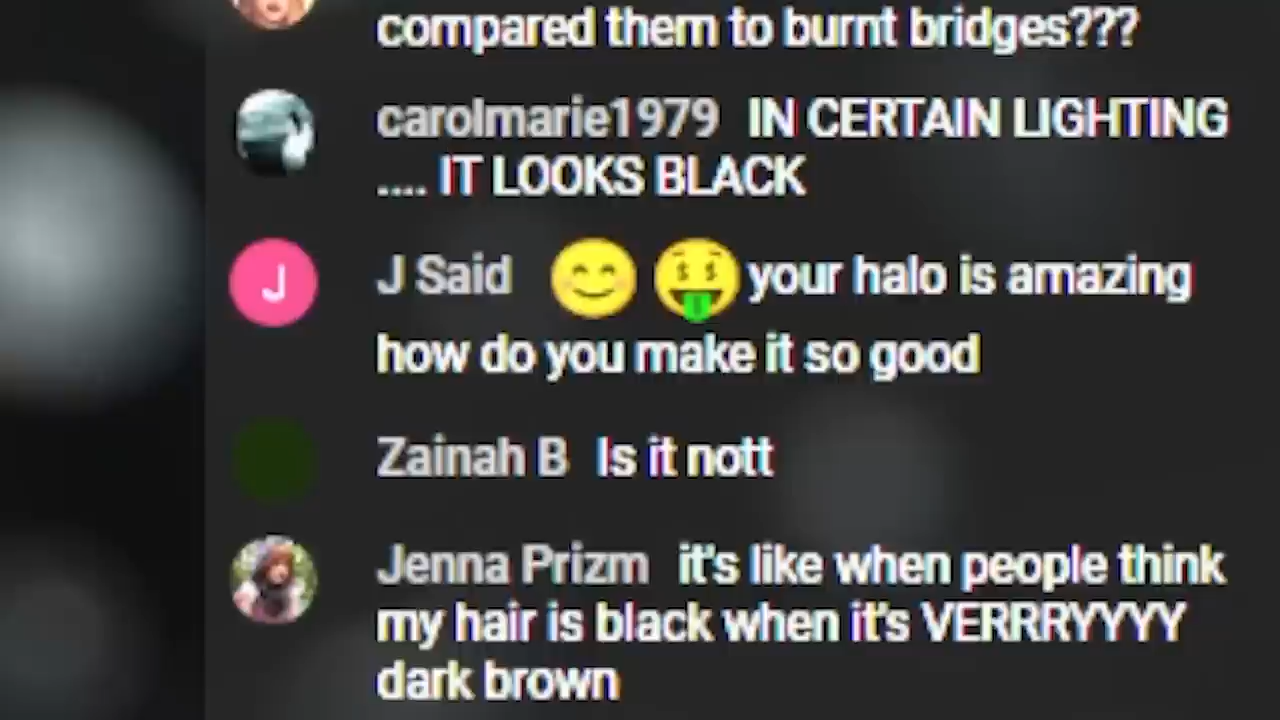 compared them to burnt bridges???
carolmarie1979 IN CERTAIN LIGHTING
.... IT LOOKS BLACK
J
J Said 😊 🤑 your halo is amazing
how do you make it so good
Zainah B Is it nott
Jenna Prizm it's like when people think
my hair is black when it's VERRRYYYY
dark brown